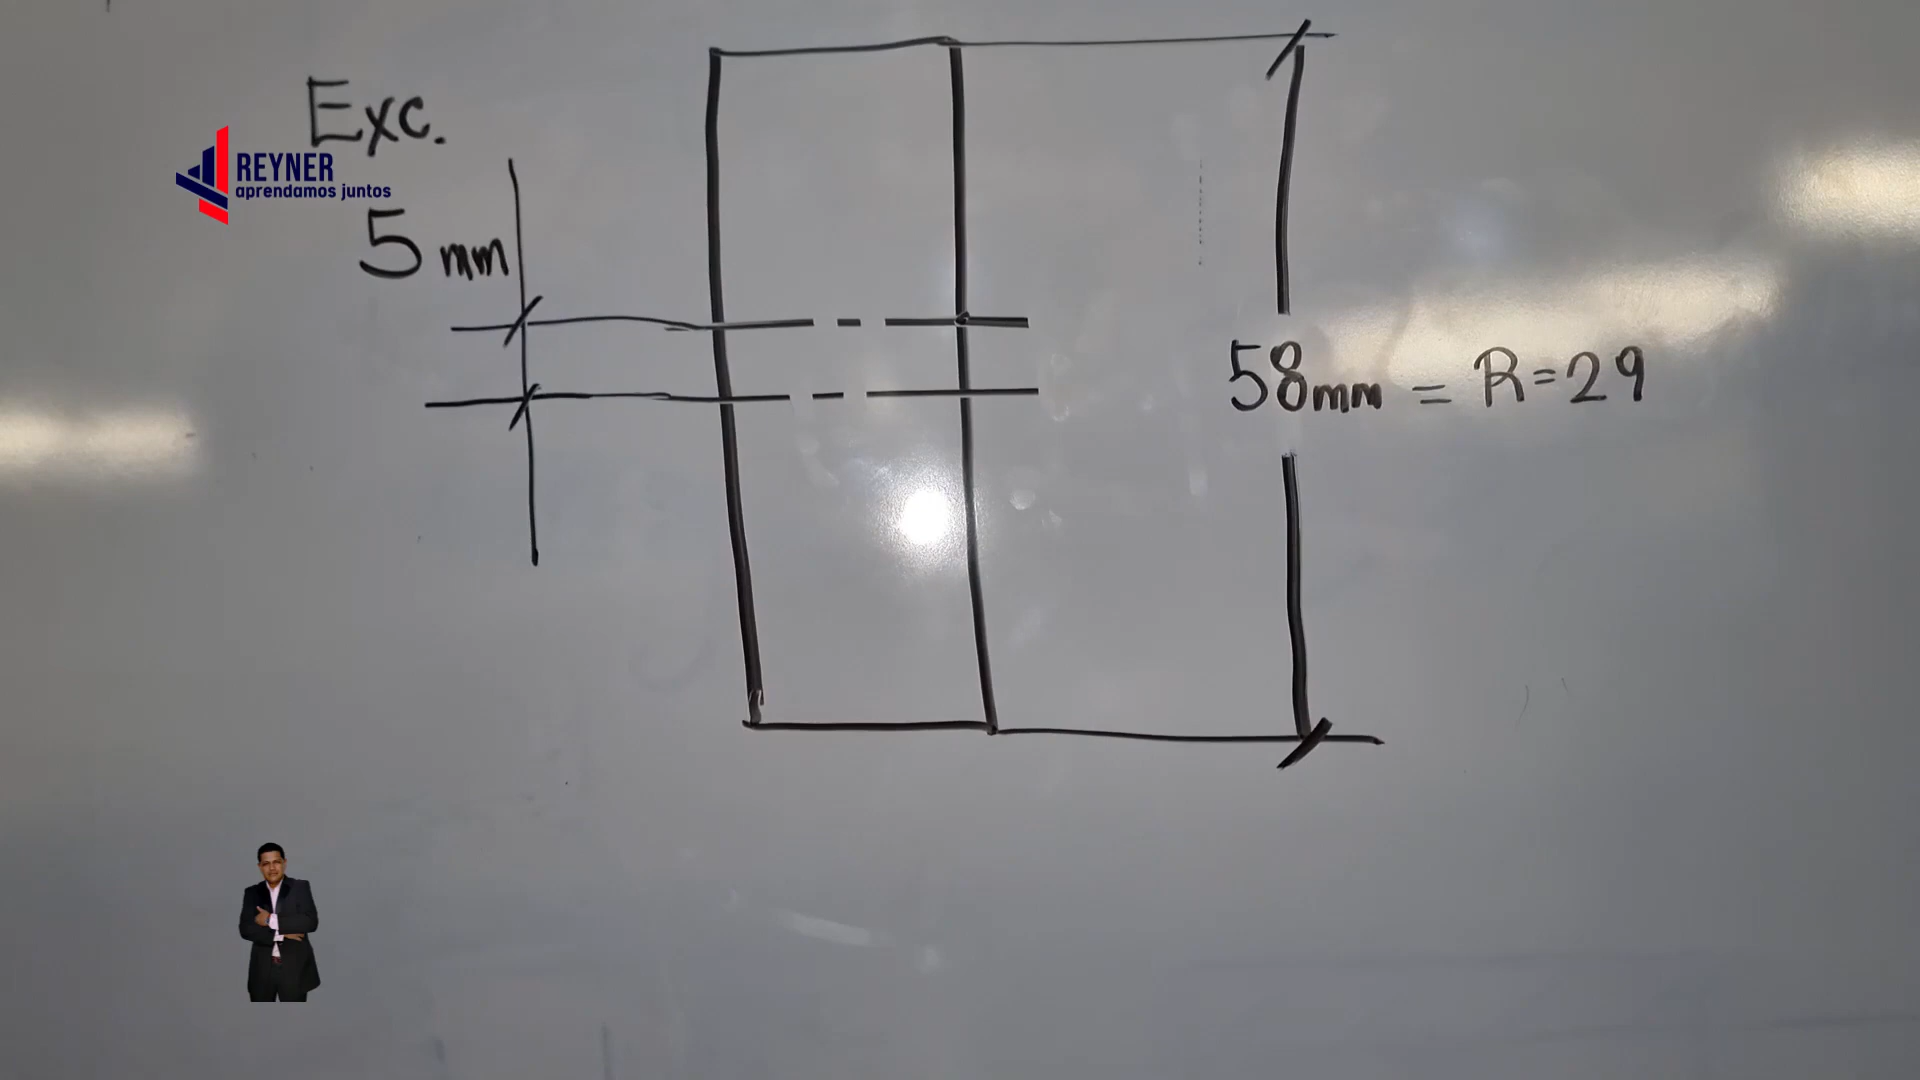 Exc.
REYNER
aprendamos juntos
5 mm
58mm = R=29